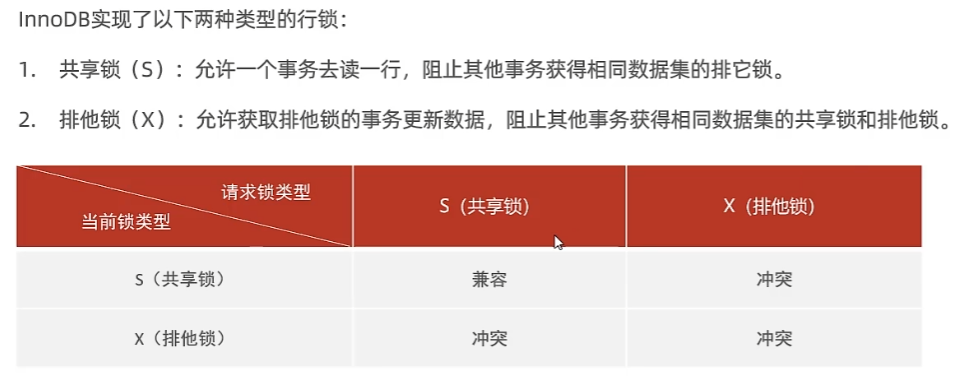 InnoDB实现了以下两种类型的行锁：
1. 共享锁（S）：允许一个事务去读一行，阻止其他事务获得相同数据集的排它锁。
2. 排他锁（X）：允许获取排他锁的事务更新数据，阻止其他事务获得相同数据集的共享锁和排他锁。
请求锁类型
当前锁类型
S（共享锁）
X（排他锁）
S（共享锁）
兼容
冲突
X（排他锁）
冲突
冲突